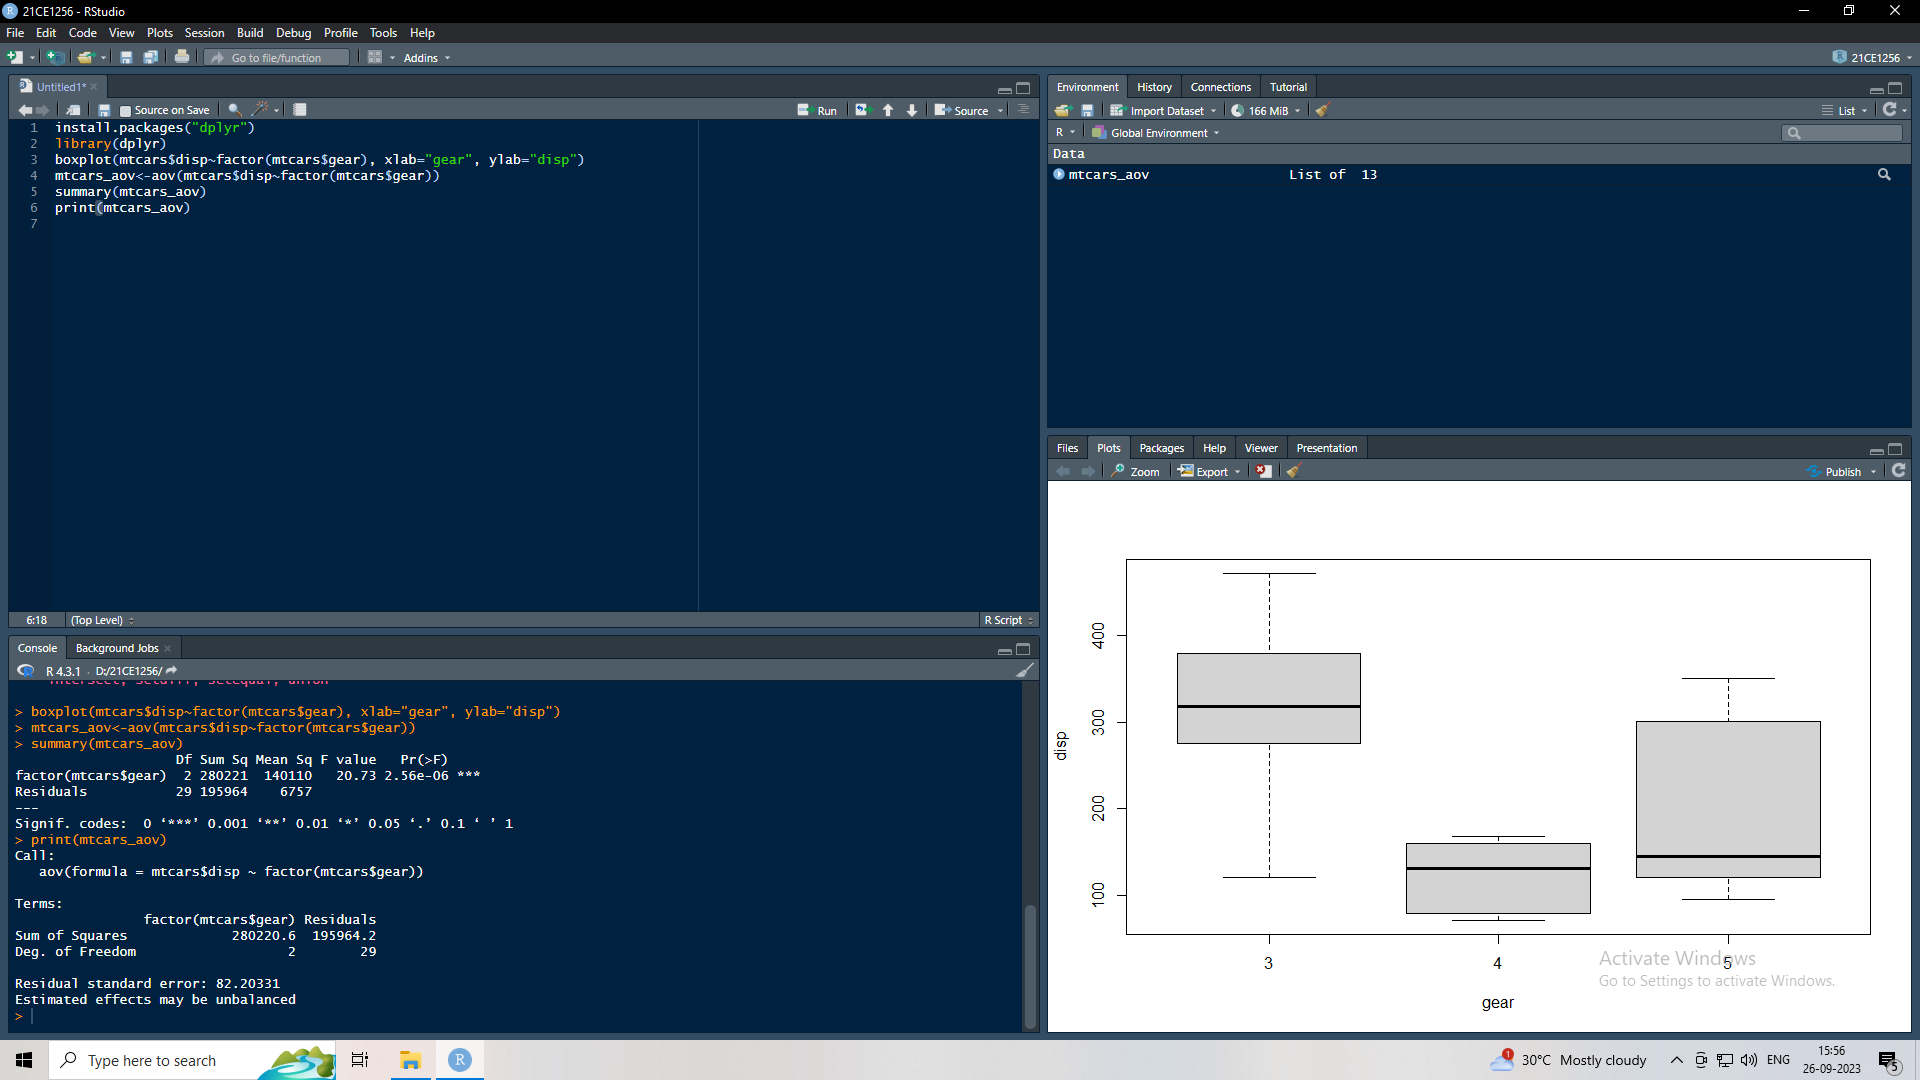 21CE1256 - RStudio
File Edit Code View Plots Session Build Debug Profile Tools Help
Go to file/function Addins 21CE1256
Untitled1*
Source on Save Run Source
1 install.packages("dplyr")
2 library(dplyr)
3 boxplot(mtcars$disp~factor(mtcars$gear), xlab="gear", ylab="disp")
4 mtcars_aov<-aov(mtcars$disp~factor(mtcars$gear))
5 summary(mtcars_aov)
6 print(mtcars_aov)
7
6:18 (Top Level) R Script
Console Background Jobs
R 4.3.1 · D:/21CE1256/
intersect, setdiff, setequal, union
> boxplot(mtcars$disp~factor(mtcars$gear), xlab="gear", ylab="disp")
> mtcars_aov<-aov(mtcars$disp~factor(mtcars$gear))
> summary(mtcars_aov)
Df Sum Sq Mean Sq F value Pr(>F)
factor(mtcars$gear) 2 280221 140110 20.73 2.56e-06 ***
Residuals 29 195964 6757
---
Signif. codes: 0 ‘***’ 0.001 ‘**’ 0.01 ‘*’ 0.05 ‘.’ 0.1 ‘ ’ 1
> print(mtcars_aov)
Call:
aov(formula = mtcars$disp ~ factor(mtcars$gear))
Terms:
factor(mtcars$gear) Residuals
Sum of Squares 280220.6 195964.2
Deg. of Freedom 2 29
Residual standard error: 82.20331
Estimated effects may be unbalanced
>
Environment History Connections Tutorial
Import Dataset 166 MiB List
R Global Environment
Data
mtcars_aov List of 13
Files Plots Packages Help Viewer Presentation
Zoom Export Publish
400
300
200
100
disp
3 4 5
gear
Activate Windows
Go to Settings to activate Windows.
Type here to search
R
1
30°C Mostly cloudy
ENG
15:56
26-09-2023
5